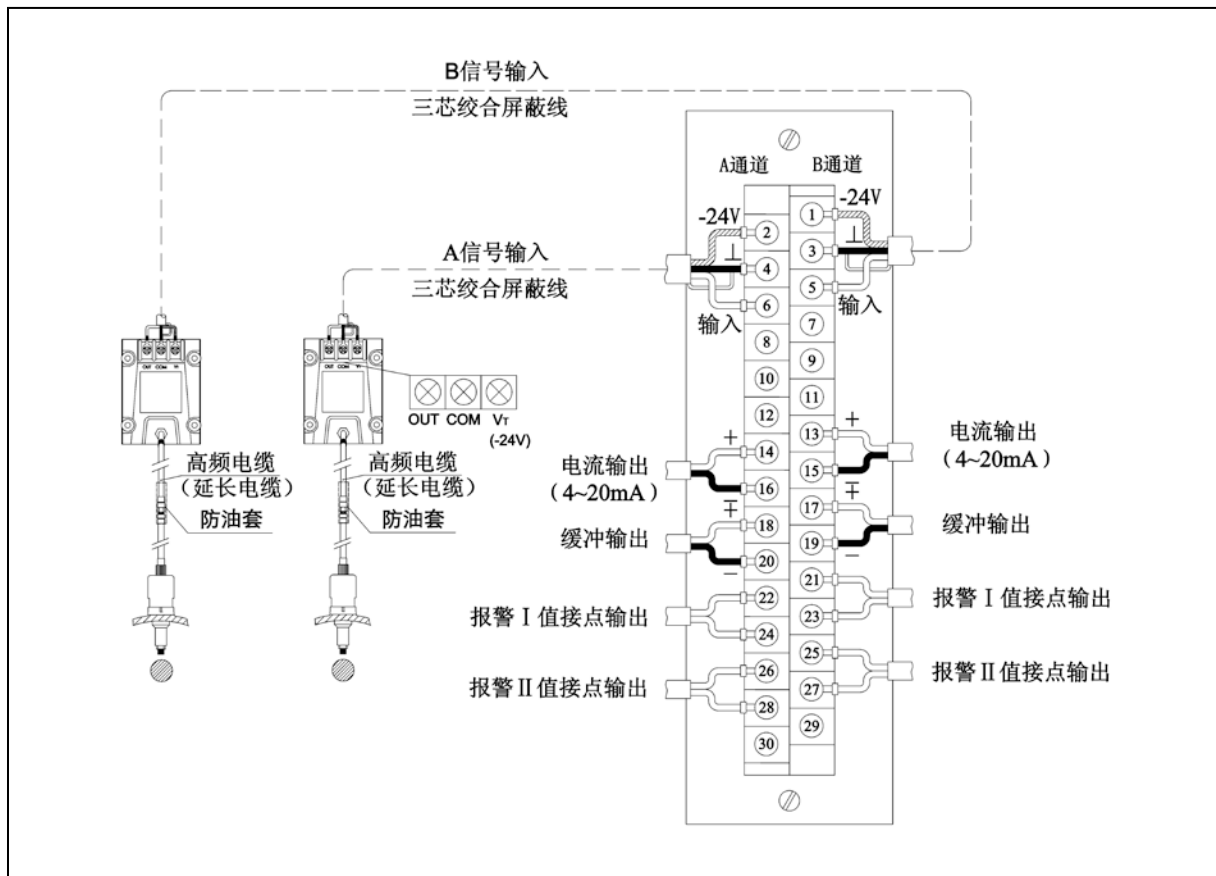 B信号输入
三芯绞合屏蔽线
A通道 B通道
-24V
-24V
① ②
⊥
⊥
③ ④
⑤ ⑥
输入
输入
A信号输入
三芯绞合屏蔽线
OUT COM VT
OUT COM VT
OUT COM VT
(-24V)
高频电缆
（延长电缆）
防油套
高频电缆
（延长电缆）
防油套
⑦
⑧
⑨
⑩
⑪
⑫
⑬
⑭
⑮
⑯
⑰
⑱
⑲
⑳
㉑
㉒
㉓
㉔
㉕
㉖
㉗
㉘
㉙
㉚
+
电流输出
（4~20mA）
−
+
缓冲输出
−
报警Ⅰ值接点输出
报警Ⅱ值接点输出
+
电流输出
（4~20mA）
−
+
缓冲输出
−
报警Ⅰ值接点输出
报警Ⅱ值接点输出